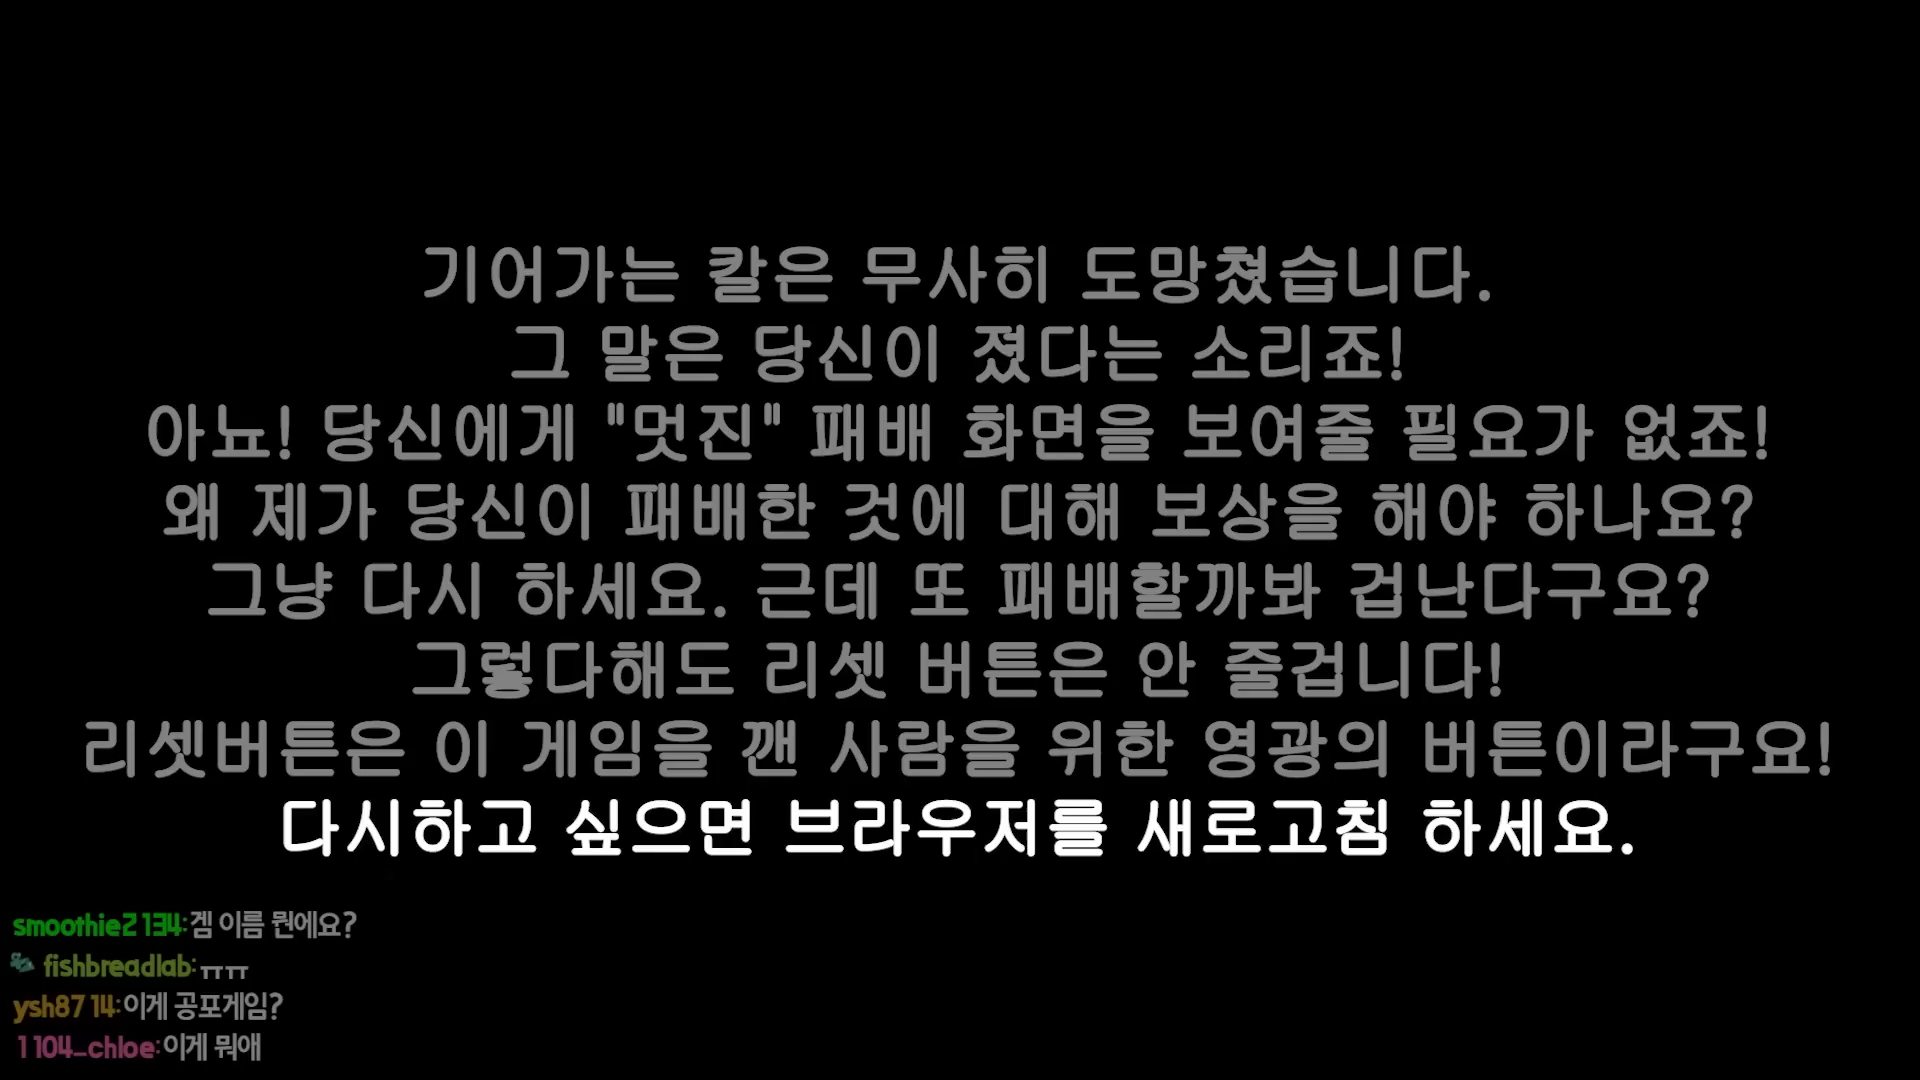 기어가는 칼은 무사히 도망쳤습니다.
그 말은 당신이 졌다는 소리죠!
아뇨! 당신에게 "멋진" 패배 화면을 보여줄 필요가 없죠!
왜 제가 당신이 패배한 것에 대해 보상을 해야 하나요?
그냥 다시 하세요. 근데 또 패배할까봐 겁난다구요?
그렇다해도 리셋 버튼은 안 줄겁니다!
리셋버튼은 이 게임을 깬 사람을 위한 영광의 버튼이라구요!
다시하고 싶으면 브라우저를 새로고침 하세요.
smoothie2134:겜 이름 뭔에요?
fishbreadlab:ㅠㅠ
ysh8714:이게 공포게임?
1104_chloe:이게 뭐애